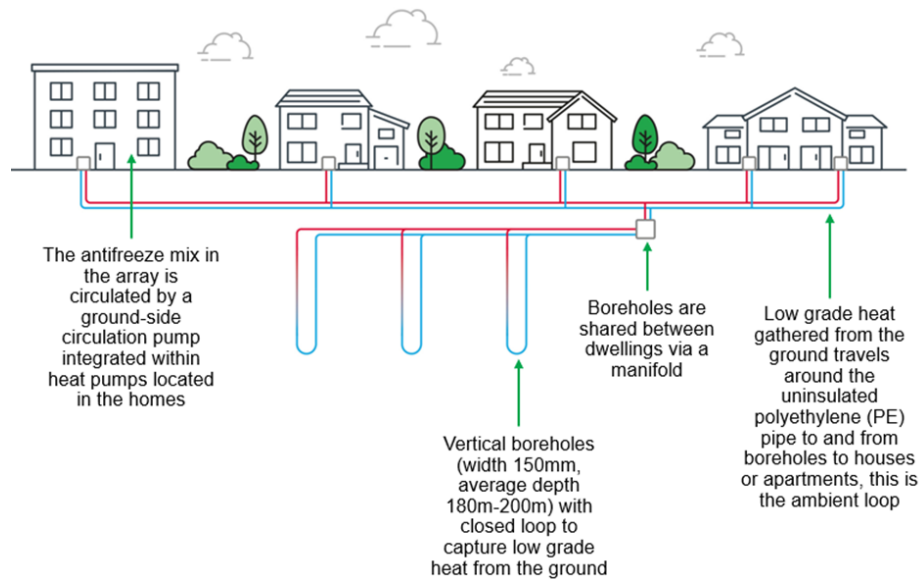 The antifreeze mix in
the array is
circulated by a
ground-side
circulation pump
integrated within
heat pumps located
in the homes
Vertical boreholes
(width 150mm,
average depth
180m-200m) with
closed loop to
capture low grade
heat from the ground
Boreholes are
shared between
dwellings via a
manifold
Low grade heat
gathered from the
ground travels
around the
uninsulated
polyethylene (PE)
pipe to and from
boreholes to houses
or apartments, this is
the ambient loop